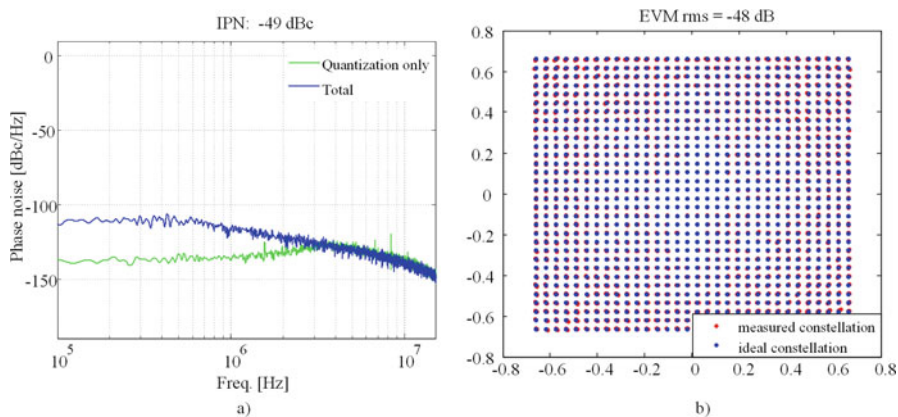 IPN: -49 dBc
0
-50
-100
-150
Phase noise [dBc/Hz]
Quantization only
Total
10^5
10^6
10^7
Freq. [Hz]
a)
EVM rms = -48 dB
0.8
0.6
0.4
0.2
0
-0.2
-0.4
-0.6
-0.8
measured constellation
ideal constellation
-0.8 -0.6 -0.4 -0.2 0 0.2 0.4 0.6 0.8
b)